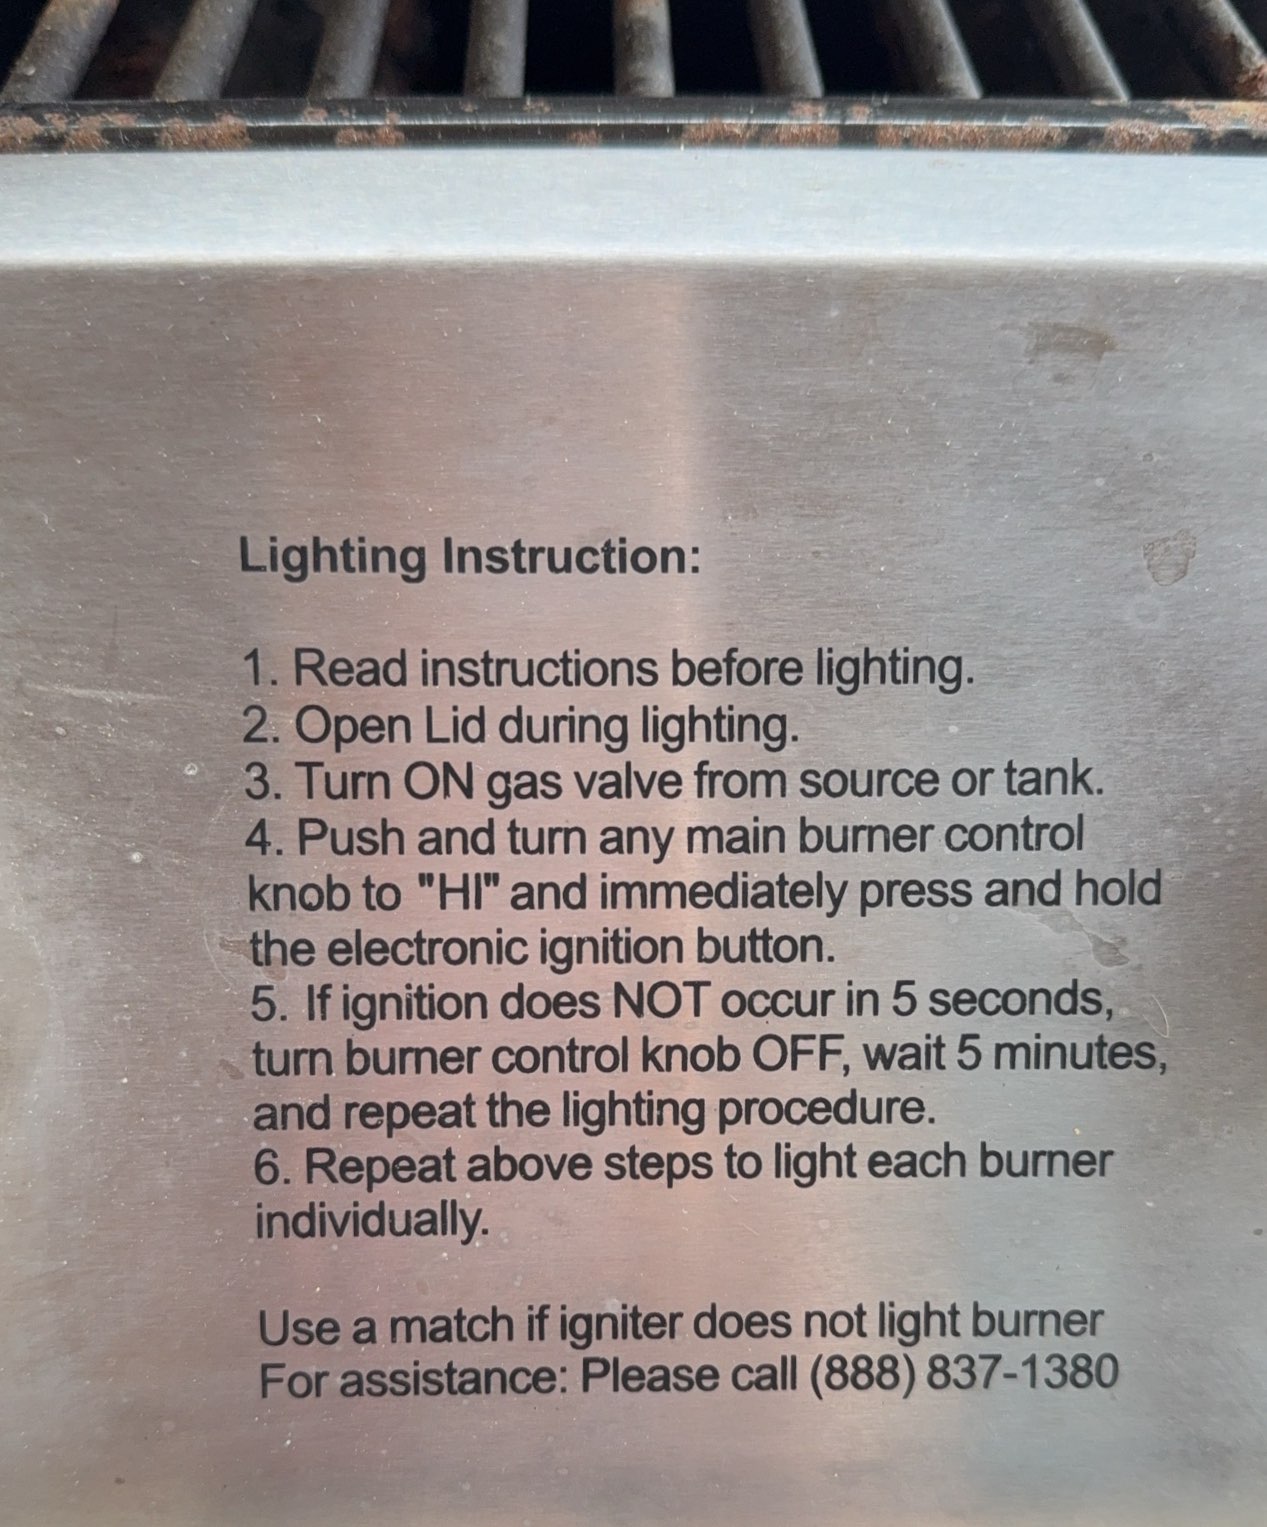 Lighting Instruction:
1. Read instructions before lighting.
2. Open Lid during lighting.
3. Turn ON gas valve from source or tank.
4. Push and turn any main burner control
knob to "HI" and immediately press and hold
the electronic ignition button.
5. If ignition does NOT occur in 5 seconds,
turn burner control knob OFF, wait 5 minutes,
and repeat the lighting procedure.
6. Repeat above steps to light each burner
individually.
Use a match if igniter does not light burner
For assistance: Please call (888) 837-1380